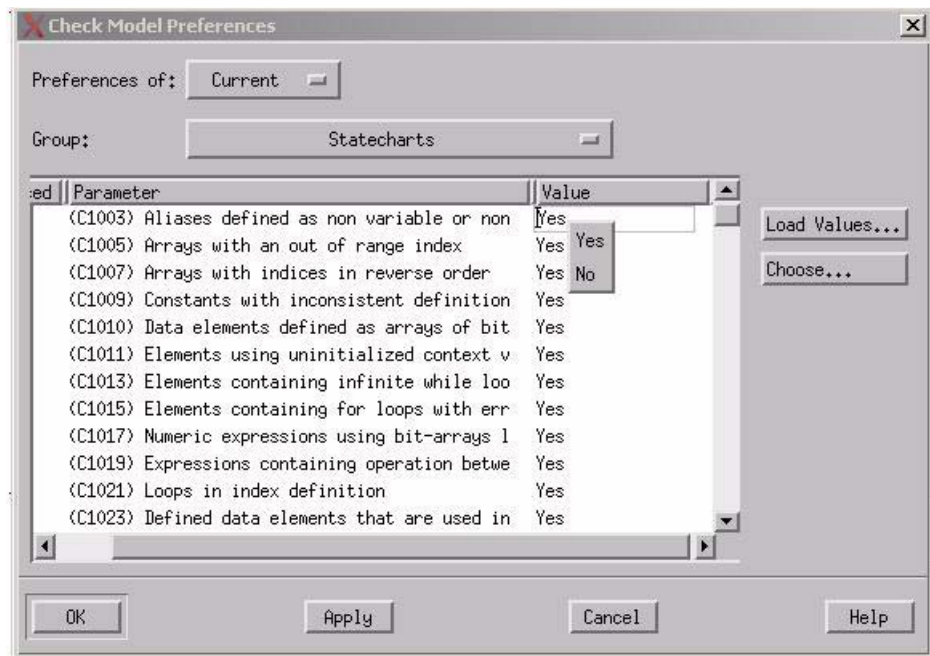 Check Model Preferences
Preferences of: Current
Group: Statecharts
ed Parameter Value
(C1003) Aliases defined as non variable or non Yes
(C1005) Arrays with an out of range index Yes
(C1007) Arrays with indices in reverse order Yes
(C1009) Constants with inconsistent definition Yes
(C1010) Data elements defined as arrays of bit Yes
(C1011) Elements using uninitialized context v Yes
(C1013) Elements containing infinite while loo Yes
(C1015) Elements containing for loops with err Yes
(C1017) Numeric expressions using bit-arrays l Yes
(C1019) Expressions containing operation betwe Yes
(C1021) Loops in index definition Yes
(C1023) Defined data elements that are used in Yes
Yes
No
Load Values...
Choose...
OK Apply Cancel Help